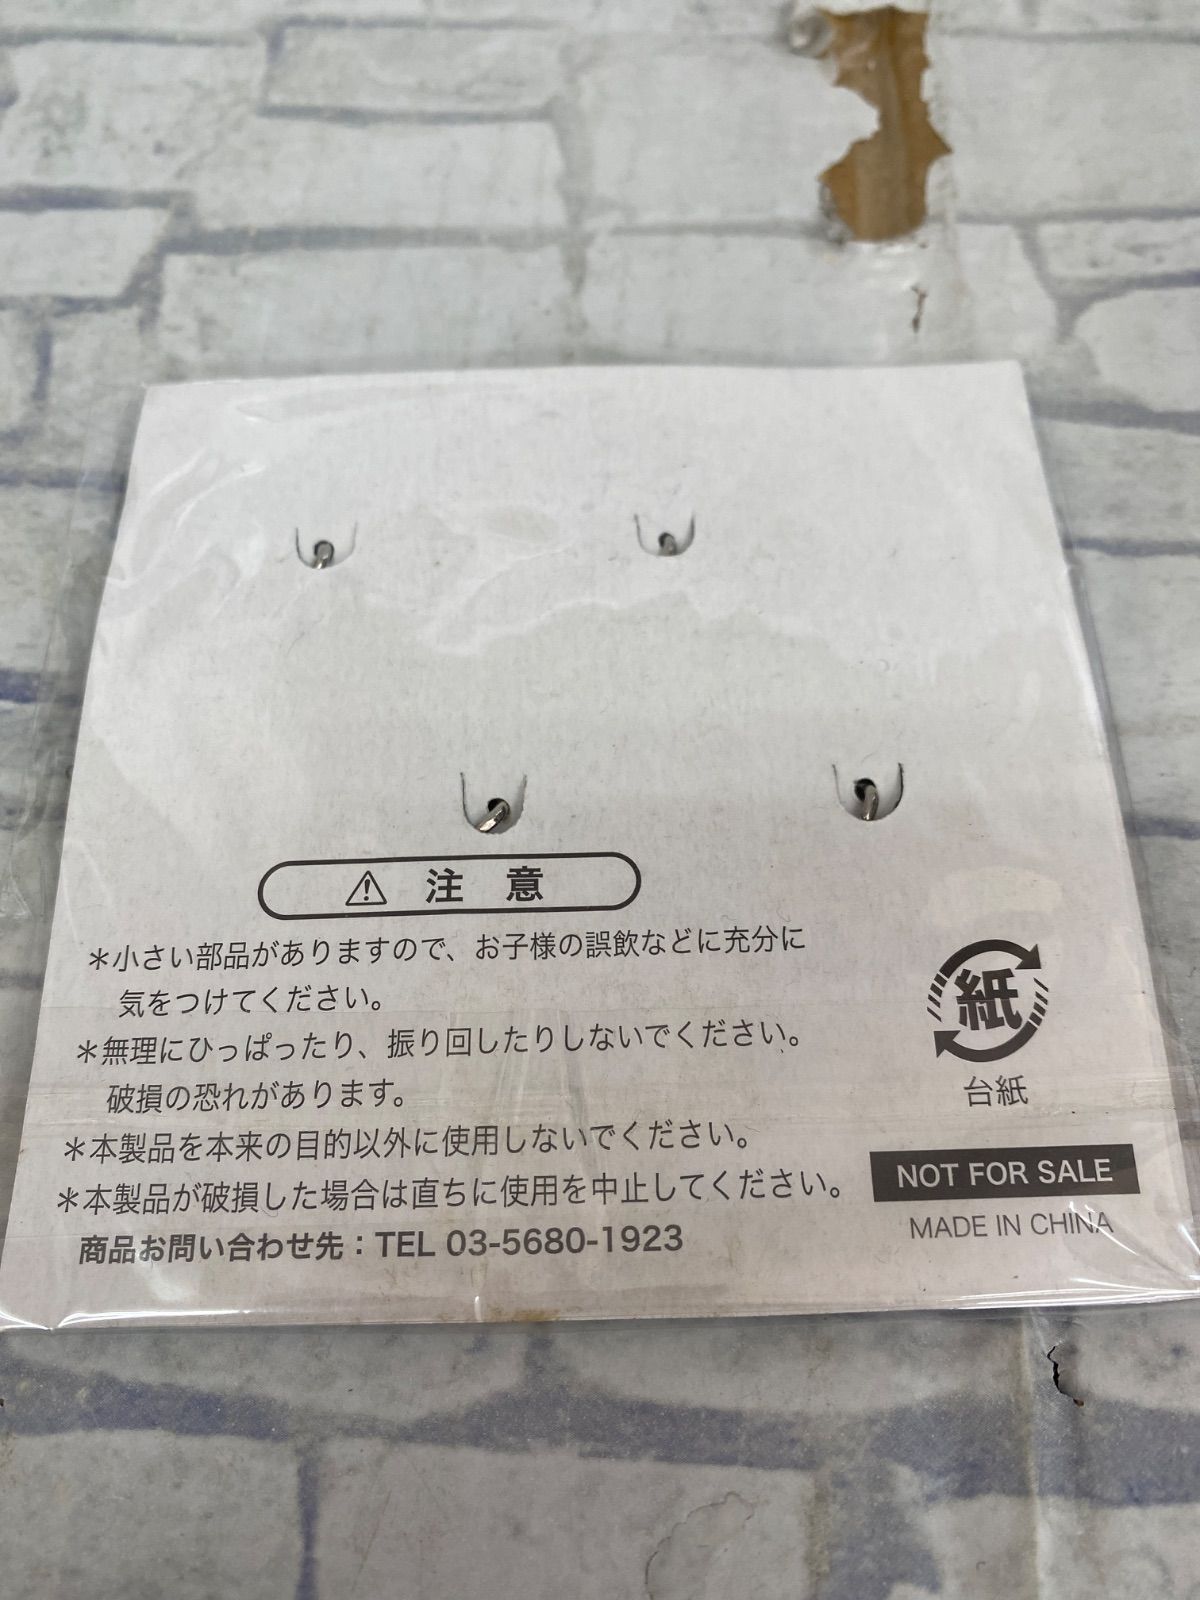 ⚠ 注 意
＊小さい部品がありますので、お子様の誤飲などに充分に
気をつけてください。
＊無理にひっぱったり、振り回したりしないでください。
破損の恐れがあります。
＊本製品を本来の目的以外に使用しないでください。
＊本製品が破損した場合は直ちに使用を中止してください。
商品お問い合わせ先：TEL 03-5680-1923
紙
台紙
NOT FOR SALE
MADE IN CHINA